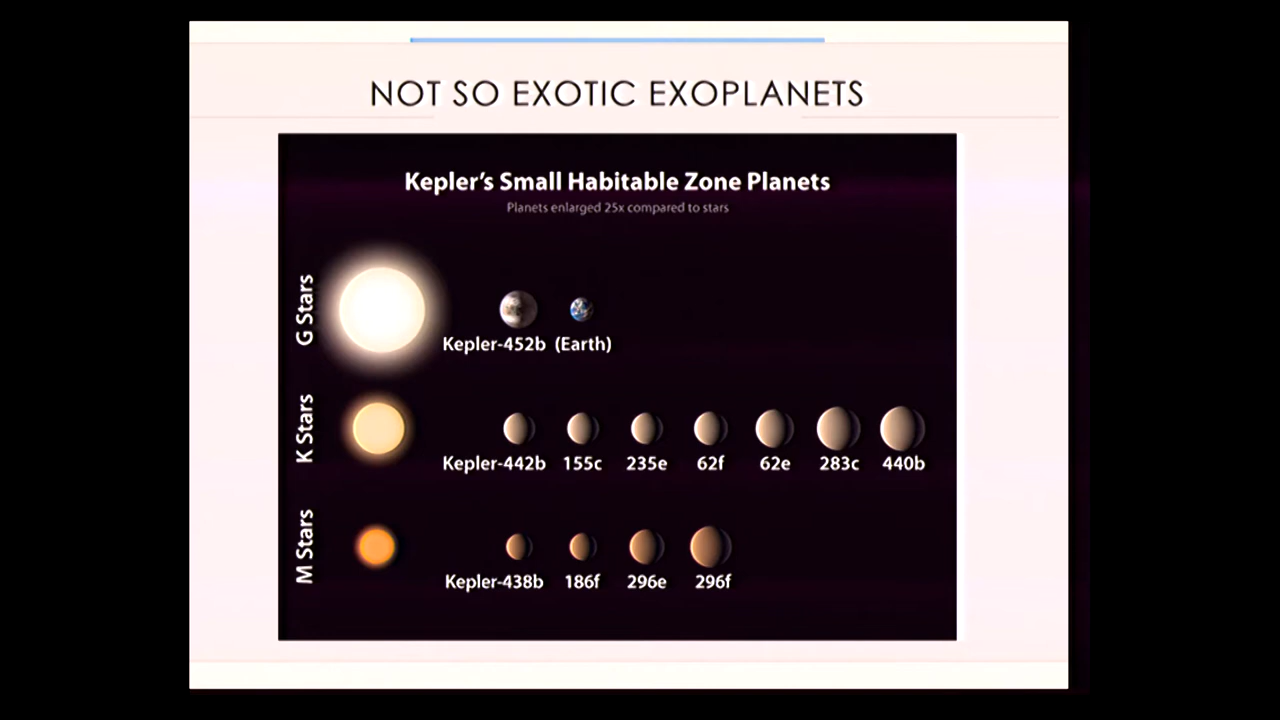 NOT SO EXOTIC EXOPLANETS
Kepler's Small Habitable Zone Planets
Planets enlarged 25x compared to stars
G Stars
Kepler-452b (Earth)
K Stars
Kepler-442b 155c 235e 62f 62e 283c 440b
M Stars
Kepler-438b 186f 296e 296f